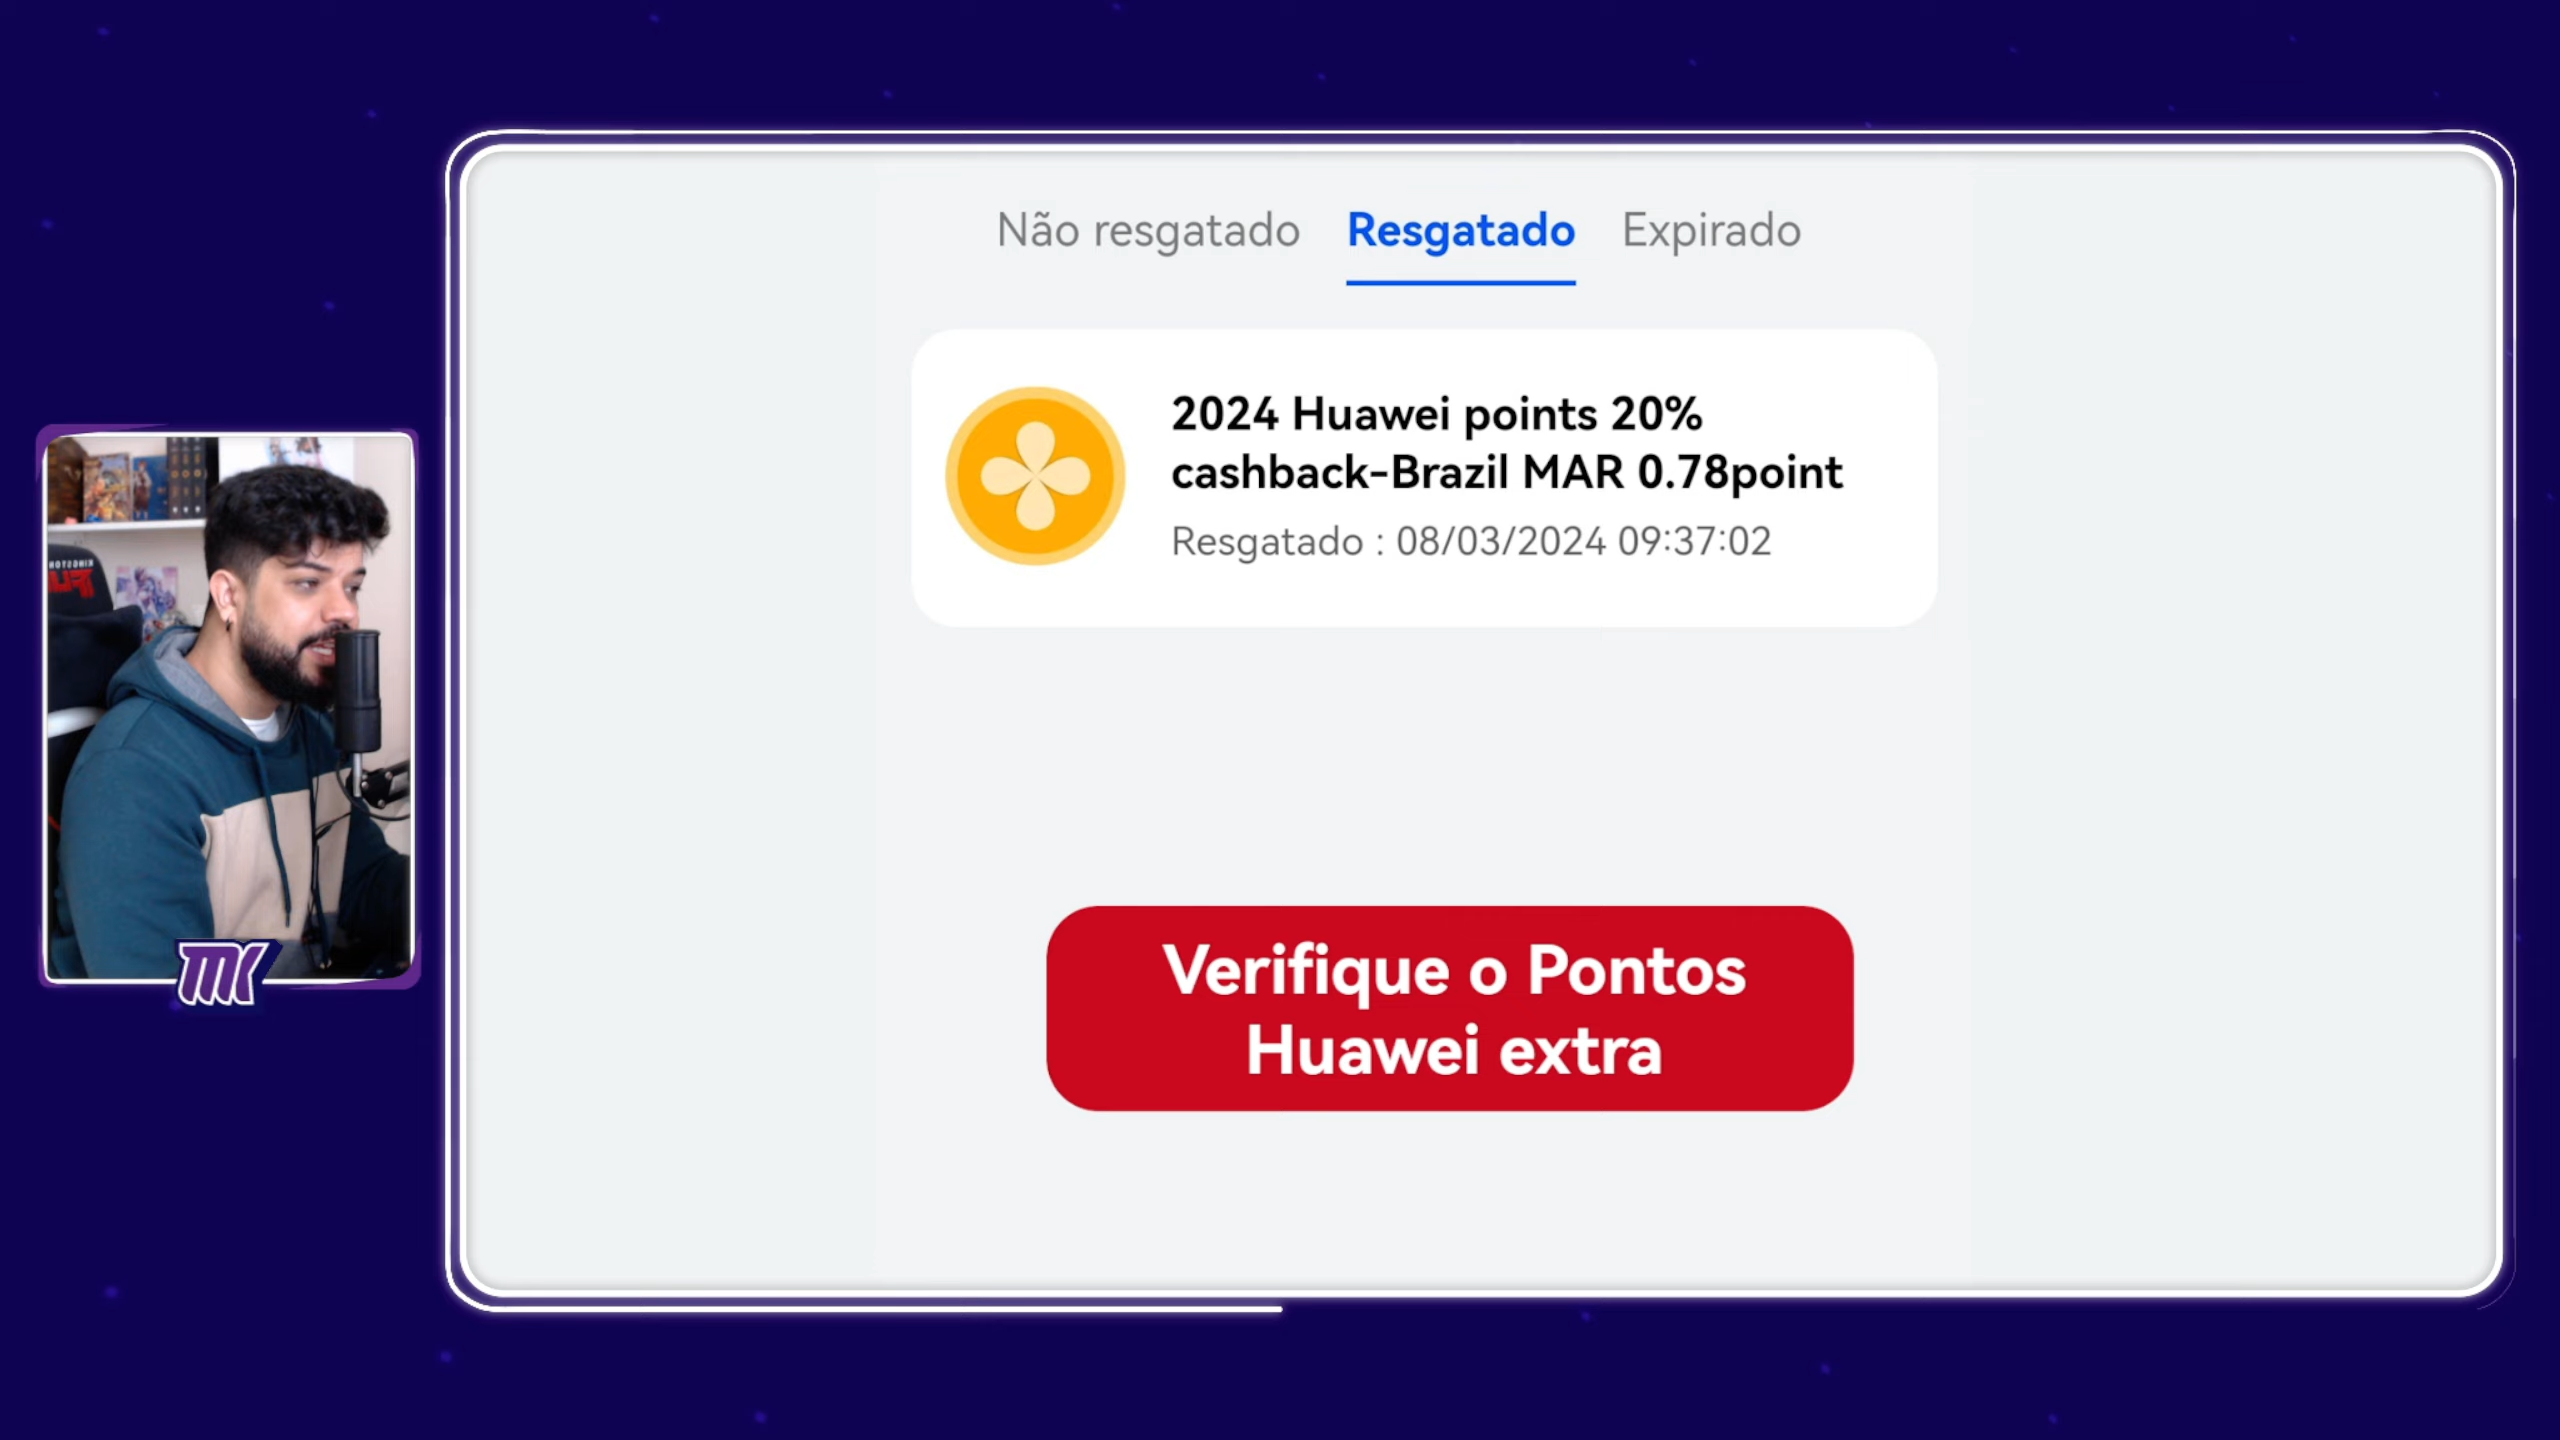 Não resgatado Resgatado Expirado
2024 Huawei points 20%
cashback-Brazil MAR 0.78point
Resgatado : 08/03/2024 09:37:02
Verifique o Pontos
Huawei extra
MK